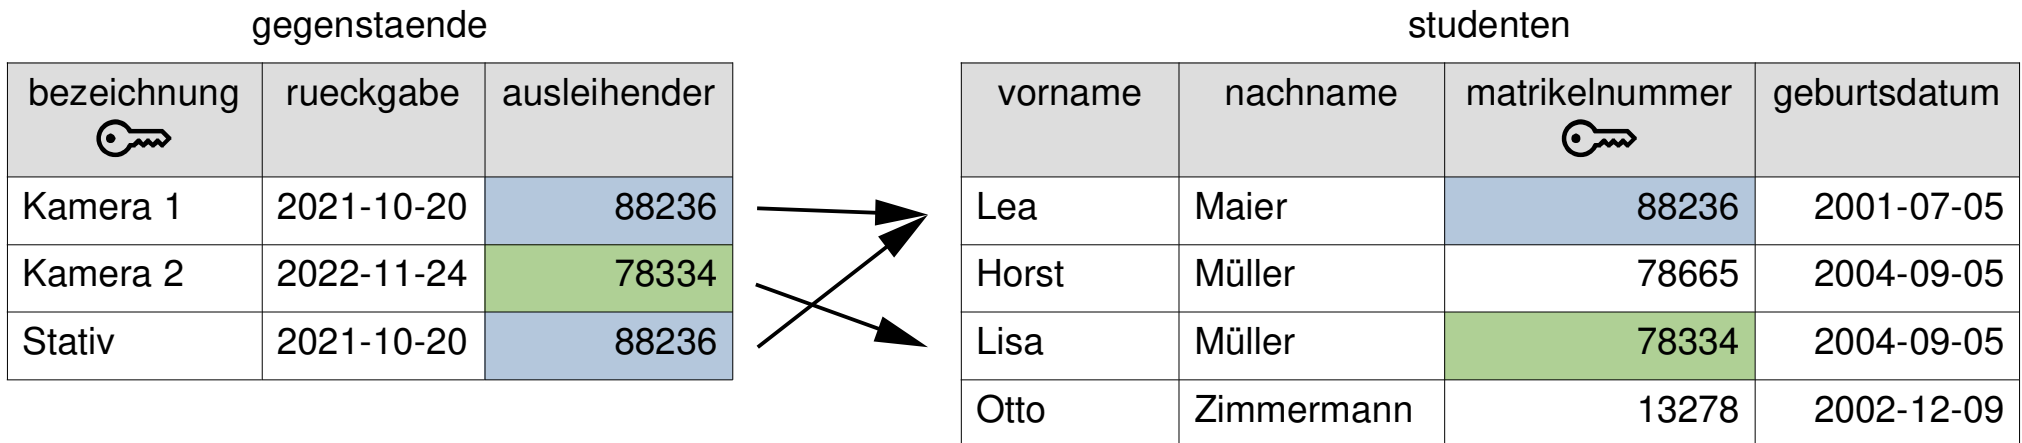 gegenstaende
bezeichnung rueckgabe ausleihender
Kamera 1 2021-10-20 88236
Kamera 2 2022-11-24 78334
Stativ 2021-10-20 88236
studenten
vorname nachname matrikelnummer geburtsdatum
Lea Maier 88236 2001-07-05
Horst Müller 78665 2004-09-05
Lisa Müller 78334 2004-09-05
Otto Zimmermann 13278 2002-12-09